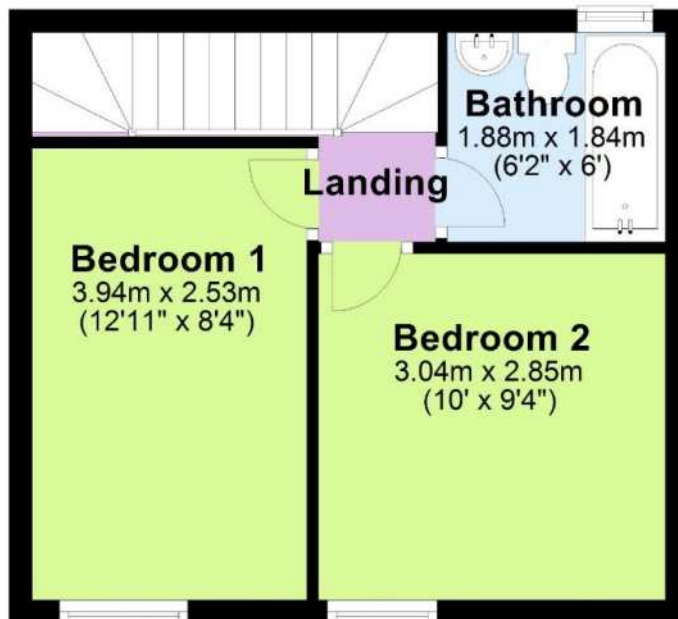 Bathroom
1.88m x 1.84m
(6'2" x 6')
Landing
Bedroom 1
3.94m x 2.53m
(12'11" x 8'4")
Bedroom 2
3.04m x 2.85m
(10' x 9'4")